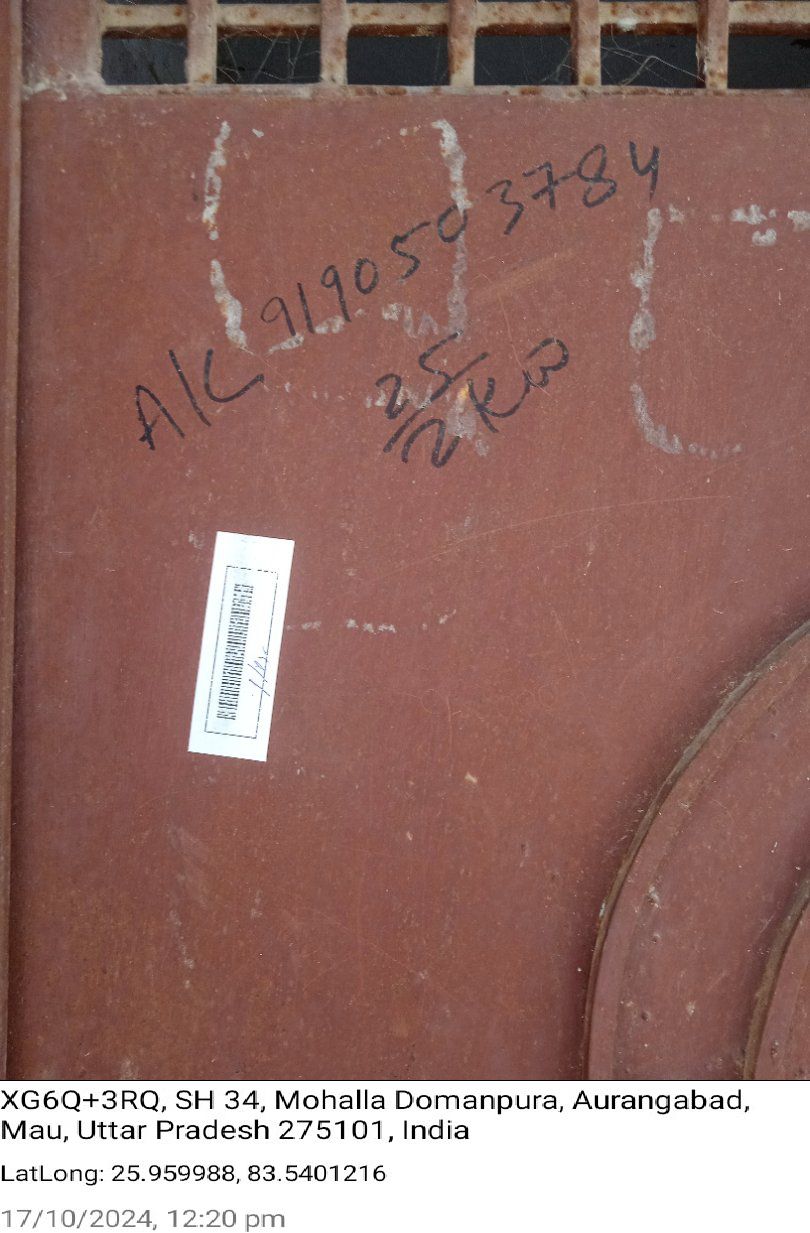 A/C 9190503784
25
2KW
XG6Q+3RQ, SH 34, Mohalla Domanpura, Aurangabad,
Mau, Uttar Pradesh 275101, India
LatLong: 25.959988, 83.5401216
17/10/2024, 12:20 pm